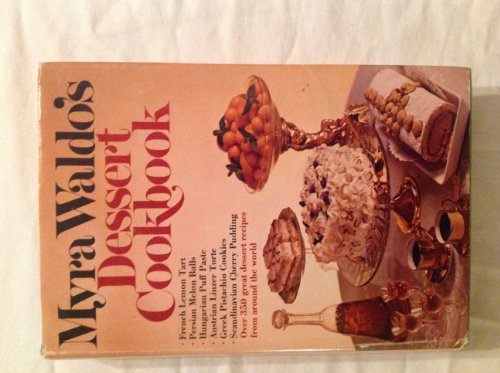 Myra Waldo's
Dessert
Cookbook
• French Lemon Tart
• Persian Melon Balls
• Hungarian Puff Paste
• Austrian Linzer Torte
• Greek Pistachio Cookies
• Scandinavian Cherry Pudding
Over 350 great dessert recipes
from around the world